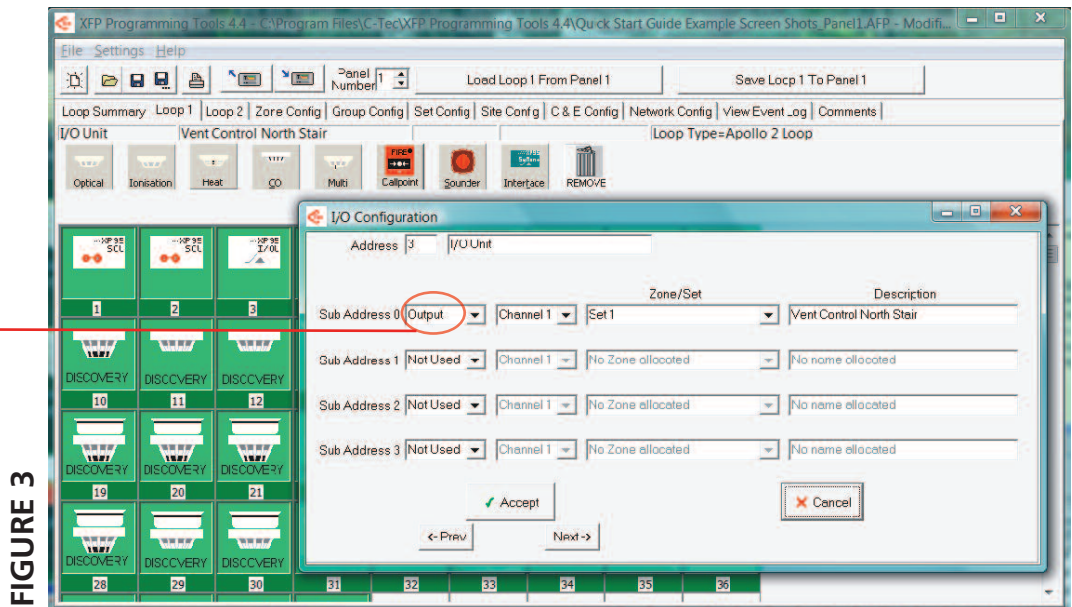 XFP Programming Tools 4.4 - C:\Program Files\C-Tec\XFP Programming Tools 4.4\Quick Start Guide Example Screen Shots_Panel1.AFP - Modifi...
File Settings Help
Panel Number 1 Load Loop 1 From Panel 1 Save Loop 1 To Panel 1
Loop Summary Loop 1 Loop 2 Zone Config Group Config Set Config Site Config C & E Config Network Config View Event Log Comments
I/O Unit Vent Control North Stair Loop Type=Apollo 2 Loop
FIRE
Optical Ionisation Heat CO Multi Callpoint Sounder Interface REMOVE
I/O Configuration
Address 3 I/O Unit
Zone/Set Description
Sub Address 0 Output Channel 1 Set 1 Vent Control North Stair
Sub Address 1 Not Used Channel 1 No Zone allocated No name allocated
Sub Address 2 Not Used Channel 1 No Zone allocated No name allocated
Sub Address 3 Not Used Channel 1 No Zone allocated No name allocated
Accept Cancel
<-Prev Next->
XP95 SCL XP95 SCL XP95 I/OL
1 2 3
DISCOVERY DISCOVERY DISCOVERY
10 11 12
DISCOVERY DISCOVERY DISCOVERY
19 20 21
DISCOVERY DISCOVERY DISCOVERY
28 29 30 31 32 33 34 35 36
FIGURE 3